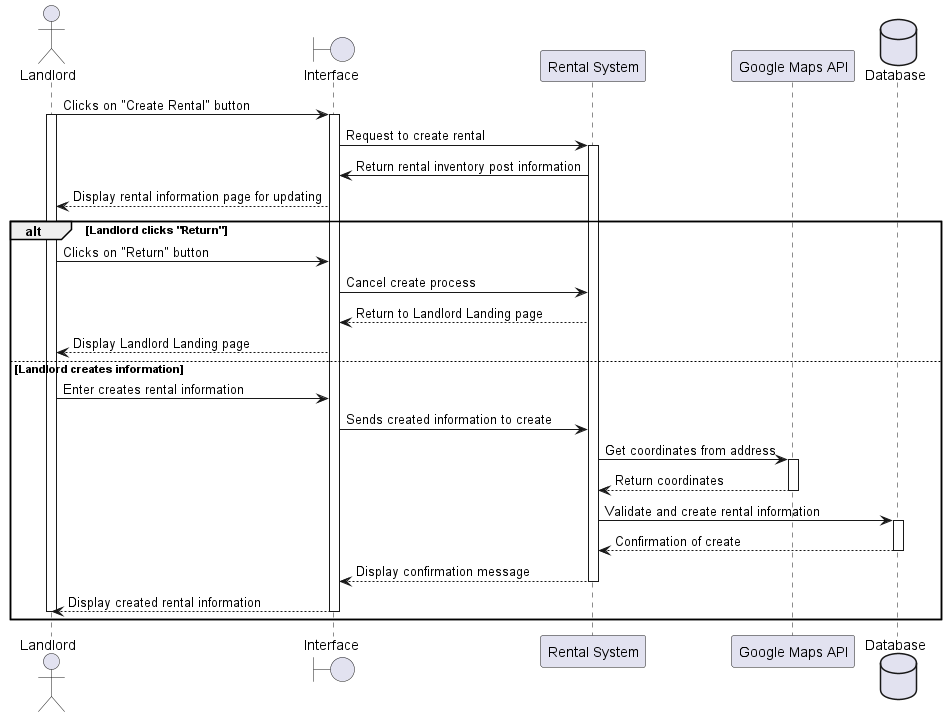 Landlord
Interface
Rental System
Google Maps API
Database
Clicks on "Create Rental" button
Request to create rental
Return rental inventory post information
Display rental information page for updating
alt
[Landlord clicks "Return"]
Clicks on "Return" button
Cancel create process
Return to Landlord Landing page
Display Landlord Landing page
[Landlord creates information]
Enter creates rental information
Sends created information to create
Get coordinates from address
Return coordinates
Validate and create rental information
Confirmation of create
Display confirmation message
Display created rental information
Landlord
Interface
Rental System
Google Maps API
Database